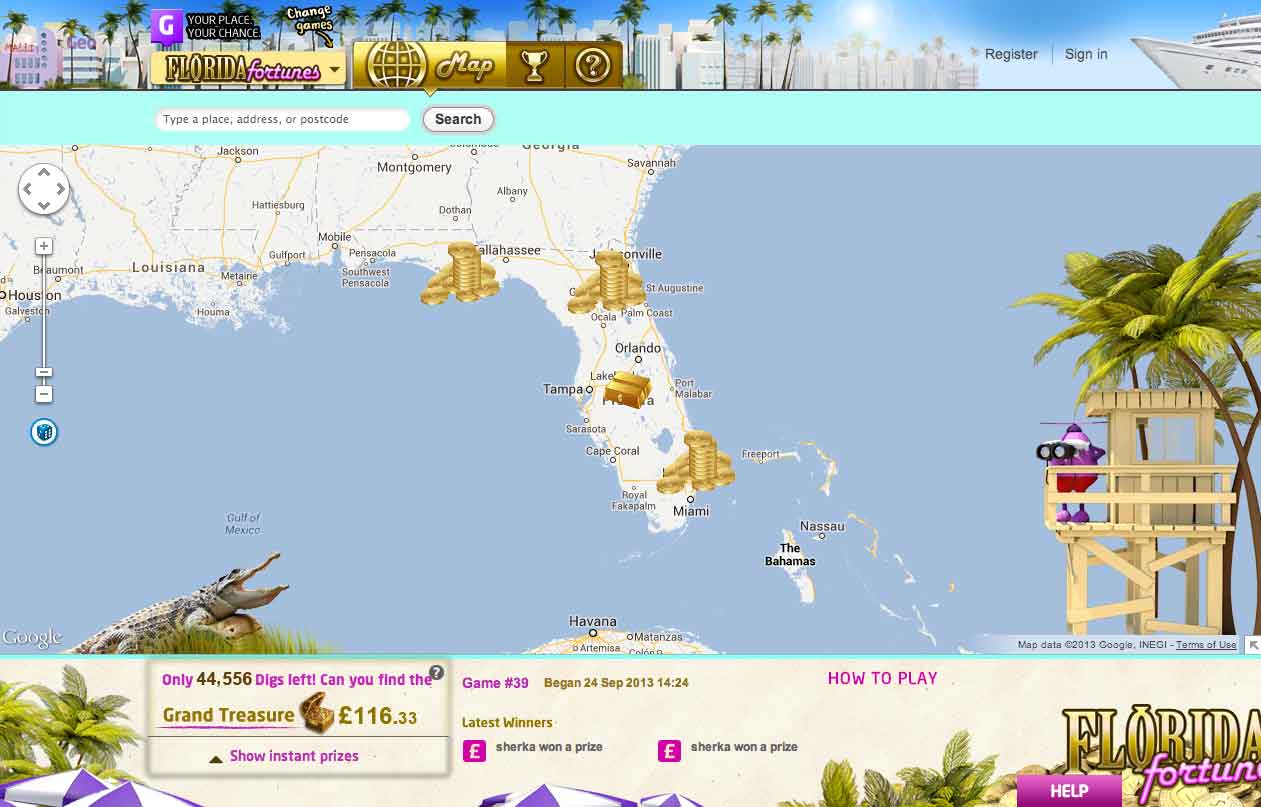 G
YOUR PLACE.
YOUR CHANCE.
Change
games
Geo
FLORIDA fortunes
Map
?
Register
Sign in
Type a place, address, or postcode
Search
Georgia
Jackson
Montgomery
Savannah
Albany
Hattiesburg
Dothan
Mobile
Tallahassee
Gulfport
Pensacola
Louisiana
Beaumont
Metairie
Southwest
Pensacola
Houston
St Augustine
Galveston
Houma
Ocala
Palm Coast
Orlando
Tampa
Port
Malabar
Sarasota
Cape Coral
Freeport
Royal
Fakapalm
Miami
Gulf of
Mexico
Nassau
The
Bahamas
Havana
Matanzas
Artemisa
Colón
Google
Map data ©2013 Google, INEGI - Terms of Use
Only 44,556 Digs left! Can you find the
?
Grand Treasure £116.33
Show instant prizes
Game #39
Began 24 Sep 2013 14:24
Latest Winners
£ sherka won a prize
£ sherka won a prize
HOW TO PLAY
FLORIDA
fortun
HELP